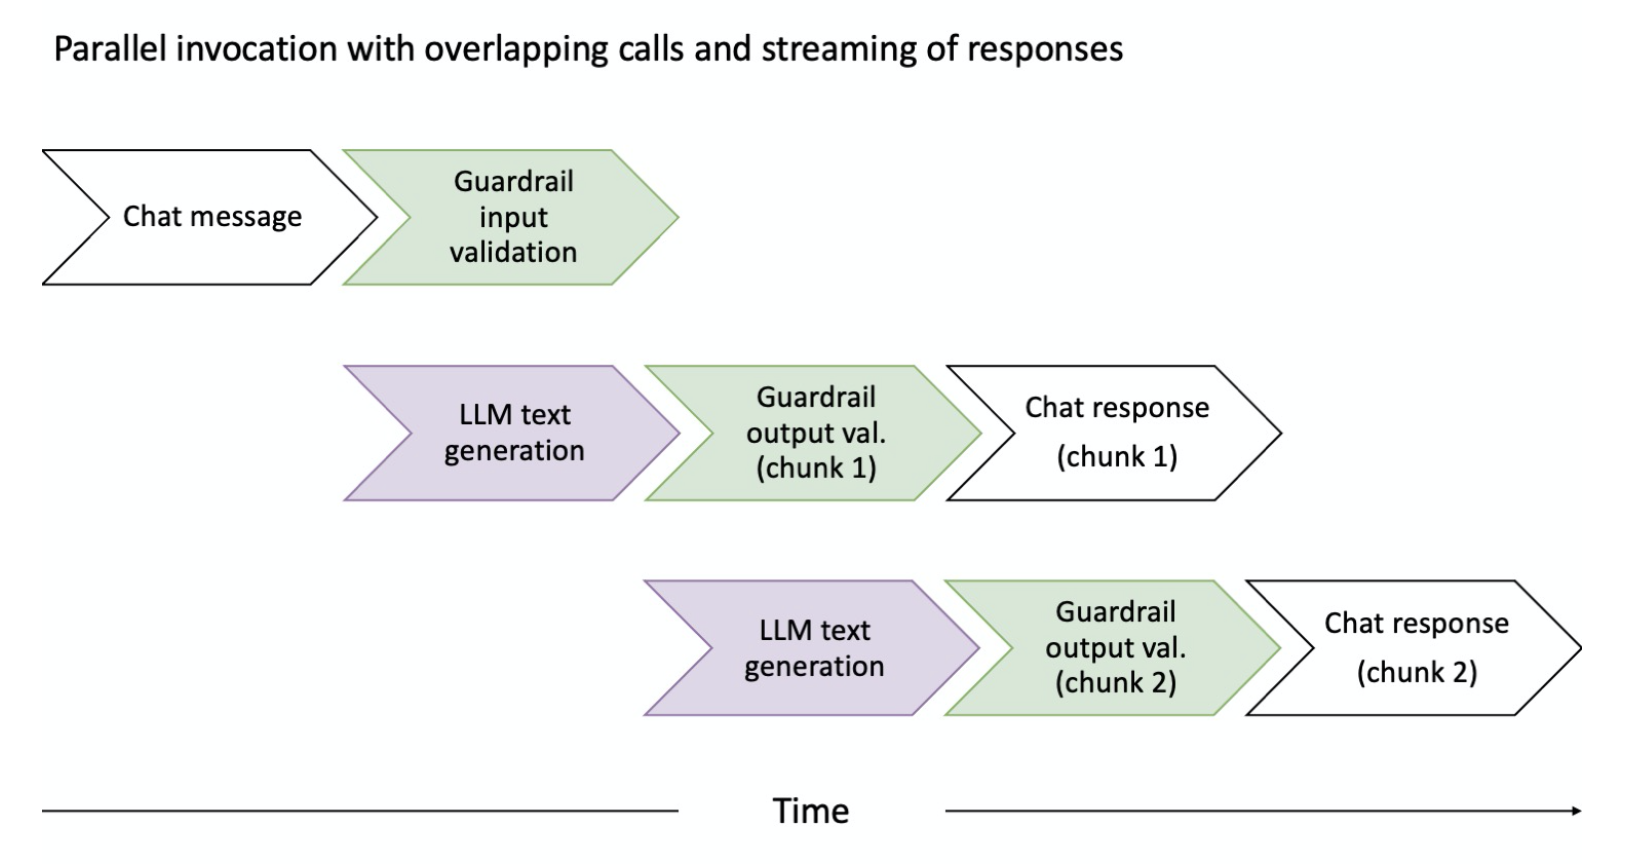 Parallel invocation with overlapping calls and streaming of responses
Chat message
Guardrail
input
validation
LLM text
generation
Guardrail
output val.
(chunk 1)
Chat response
(chunk 1)
LLM text
generation
Guardrail
output val.
(chunk 2)
Chat response
(chunk 2)
Time